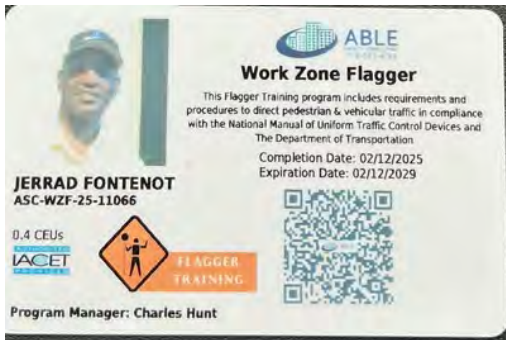 ABLE
Work Zone Flagger
This Flagger Training program includes requirements and
procedures to direct pedestrian & vehicular traffic in compliance
with the National Manual of Uniform Traffic Control Devices and
The Department of Transportation
Completion Date: 02/12/2025
Expiration Date: 02/12/2029
JERRAD FONTENOT
ASC-WZF-25-11066
0.4 CEUs
IACET
FLAGGER
TRAINING
Program Manager: Charles Hunt